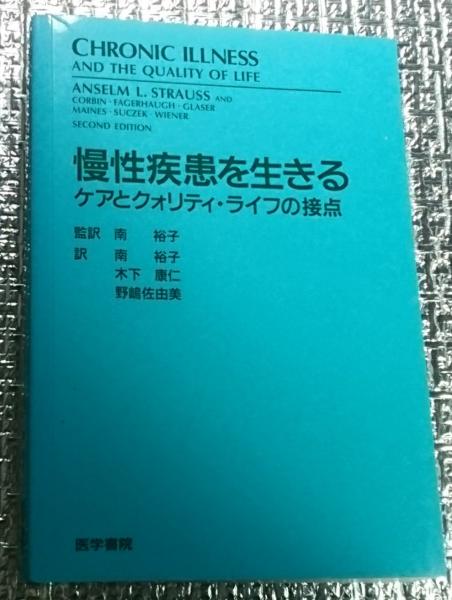 CHRONIC ILLNESS
AND THE QUALITY OF LIFE
ANSELM L. STRAUSS AND
CORBIN · FAGERHAUGH · GLASER
MAINES · SUCZEK · WIENER
SECOND EDITION
慢性疾患を生きる
ケアとクォリティ・ライフの接点
監訳 南 裕子
訳 南 裕子
木下 康仁
野嶋佐由美
医学書院